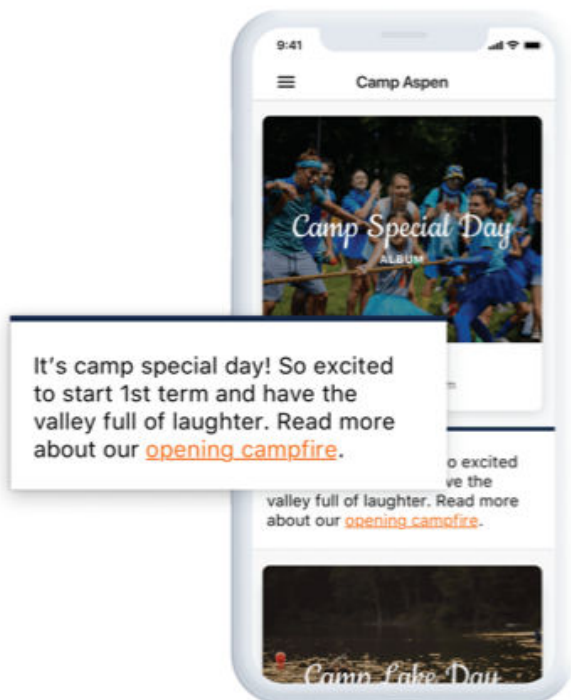 9:41
Camp Aspen
Camp Special Day
ALBUM
It's camp special day! So excited
to start 1st term and have the
valley full of laughter. Read more
about our opening campfire.
o excited
ve the
valley full of laughter. Read more
about our opening campfire.
Camp Lake Day